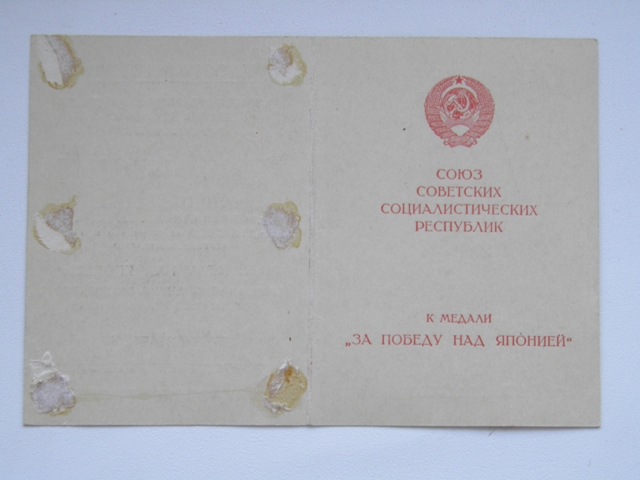 СОЮЗ
СОВЕТСКИХ
СОЦИАЛИСТИЧЕСКИХ
РЕСПУБЛИК
К МЕДАЛИ
„ЗА ПОБЕДУ НАД ЯПОНИЕЙ“